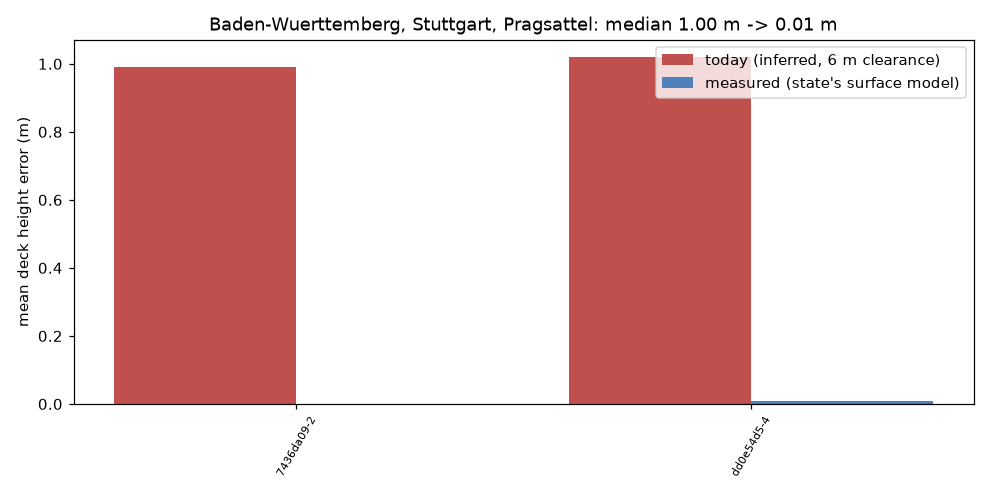 Baden-Wuerttemberg, Stuttgart, Pragsattel: median 1.00 m -> 0.01 m
today (inferred, 6 m clearance)
measured (state's surface model)
mean deck height error (m)
1.0
0.8
0.6
0.4
0.2
0.0
7436da09-2
dd0e54d5-4